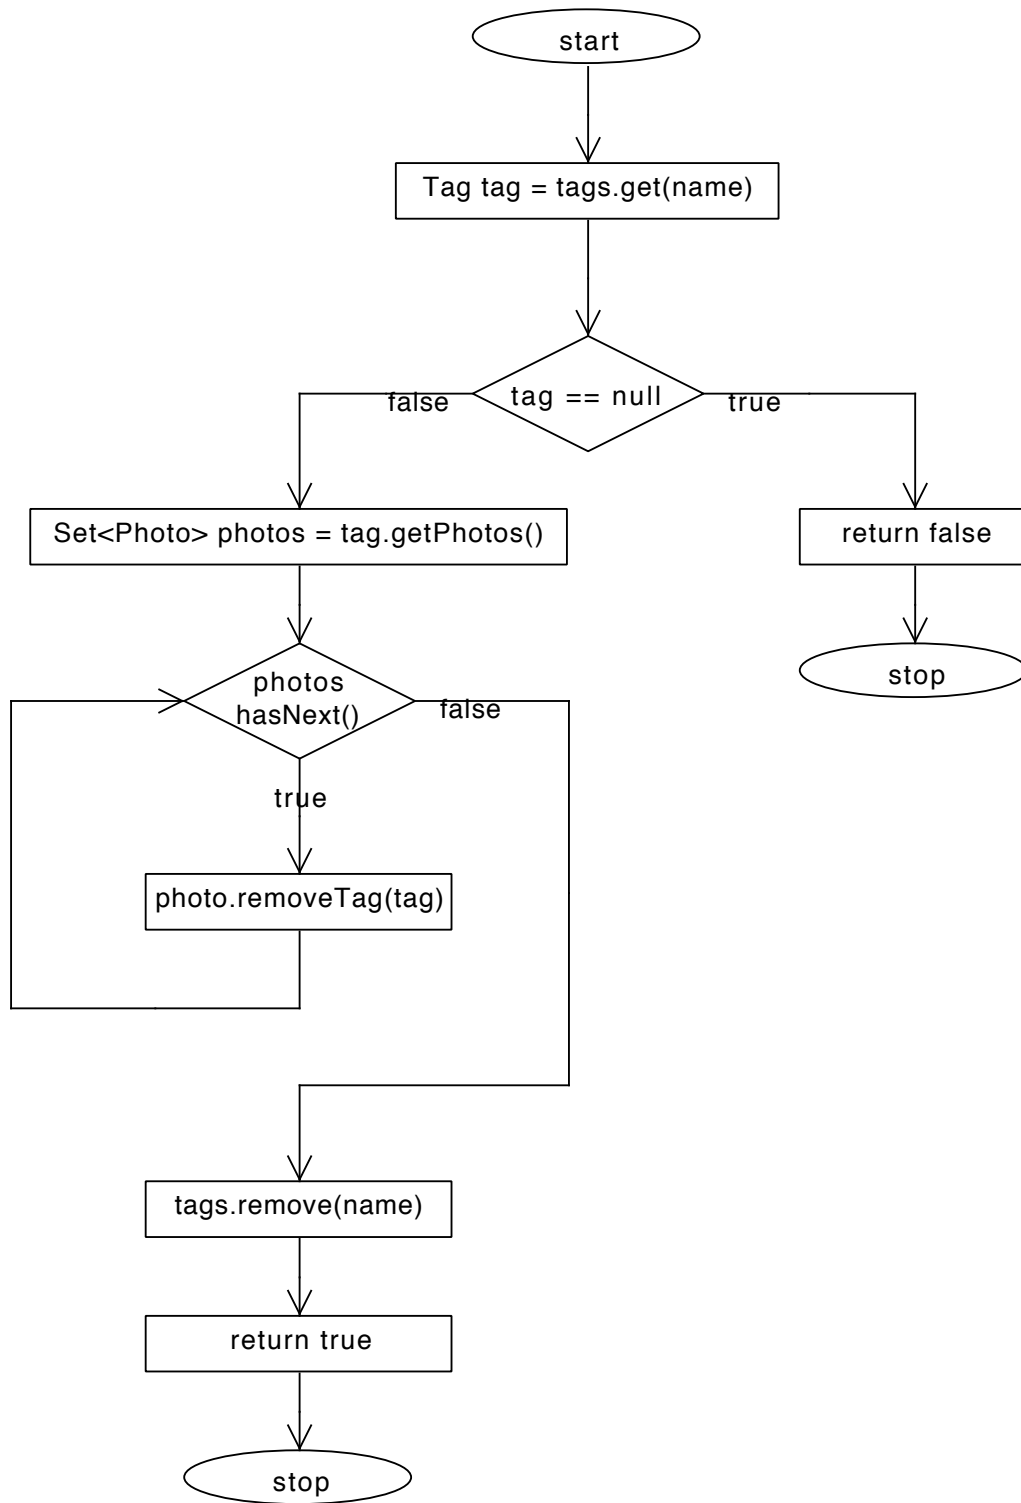 start
Tag tag = tags.get(name)
tag == null
false
true
Set<Photo> photos = tag.getPhotos()
return false
photos
hasNext()
false
stop
true
photo.removeTag(tag)
tags.remove(name)
return true
stop